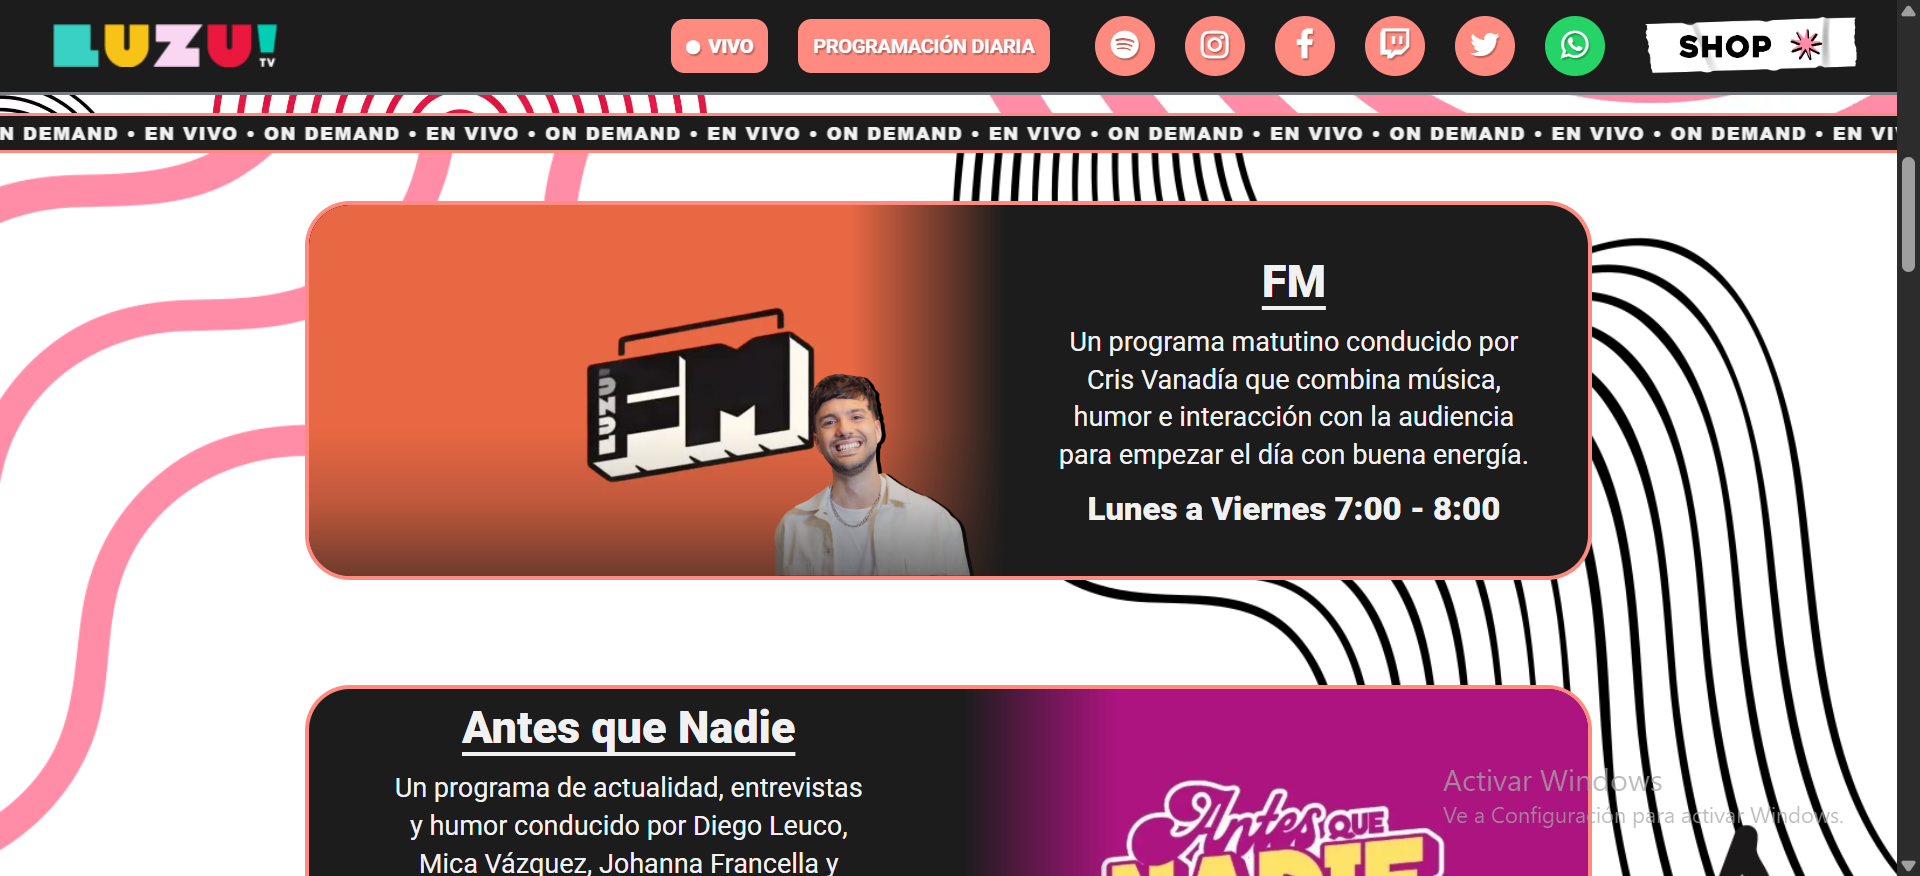 LUZU! TV
VIVO
PROGRAMACIÓN DIARIA
SHOP
N DEMAND • EN VIVO • ON DEMAND • EN VIVO • ON DEMAND • EN VIVO • ON DEMAND • EN VIVO • ON DEMAND • EN VIVO • ON DEMAND • EN VIVO • ON DEMAND • EN VI
LUZU!
FM
FM
Un programa matutino conducido por
Cris Vanadía que combina música,
humor e interacción con la audiencia
para empezar el día con buena energía.
Lunes a Viernes 7:00 - 8:00
Antes que Nadie
Un programa de actualidad, entrevistas
y humor conducido por Diego Leuco,
Mica Vázquez, Johanna Francella y
Antes QUE
NADIE
Activar Windows
Ve a Configuración para activar Windows.